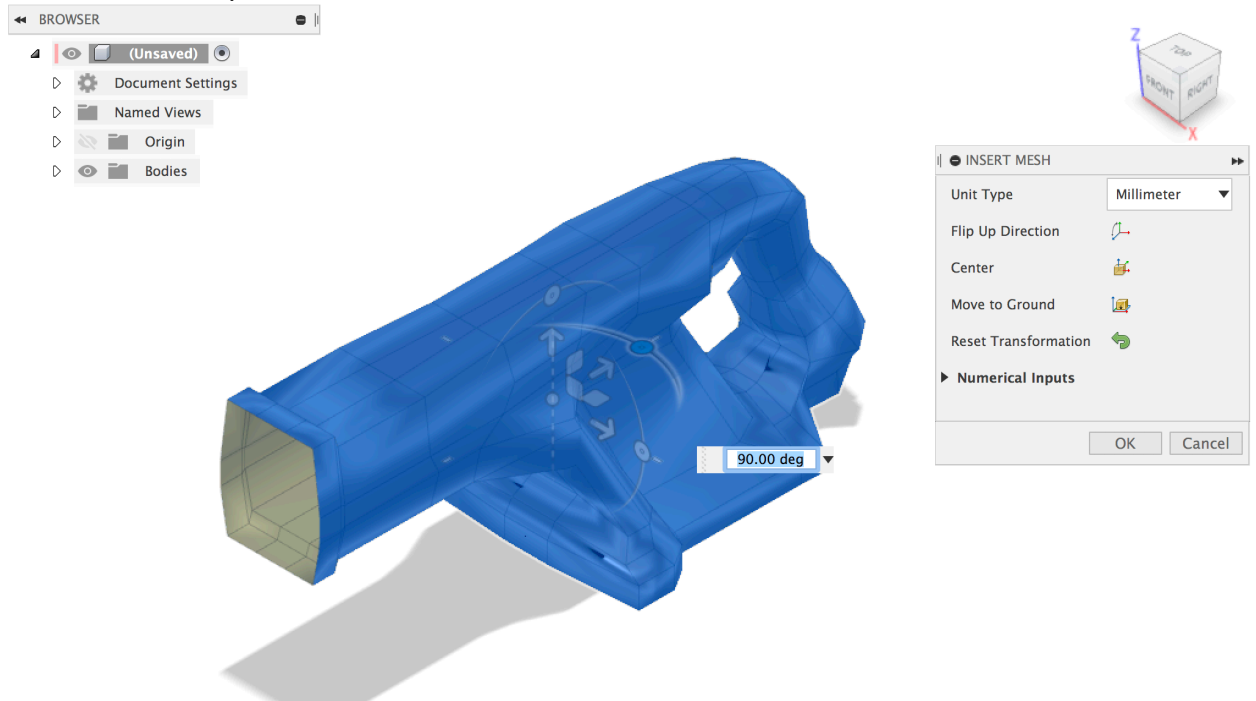 BROWSER
(Unsaved)
Document Settings
Named Views
Origin
Bodies
Z
TOP
FRONT
RIGHT
X
INSERT MESH
Unit Type
Millimeter
Flip Up Direction
Center
Move to Ground
Reset Transformation
Numerical Inputs
OK
Cancel
90.00 deg